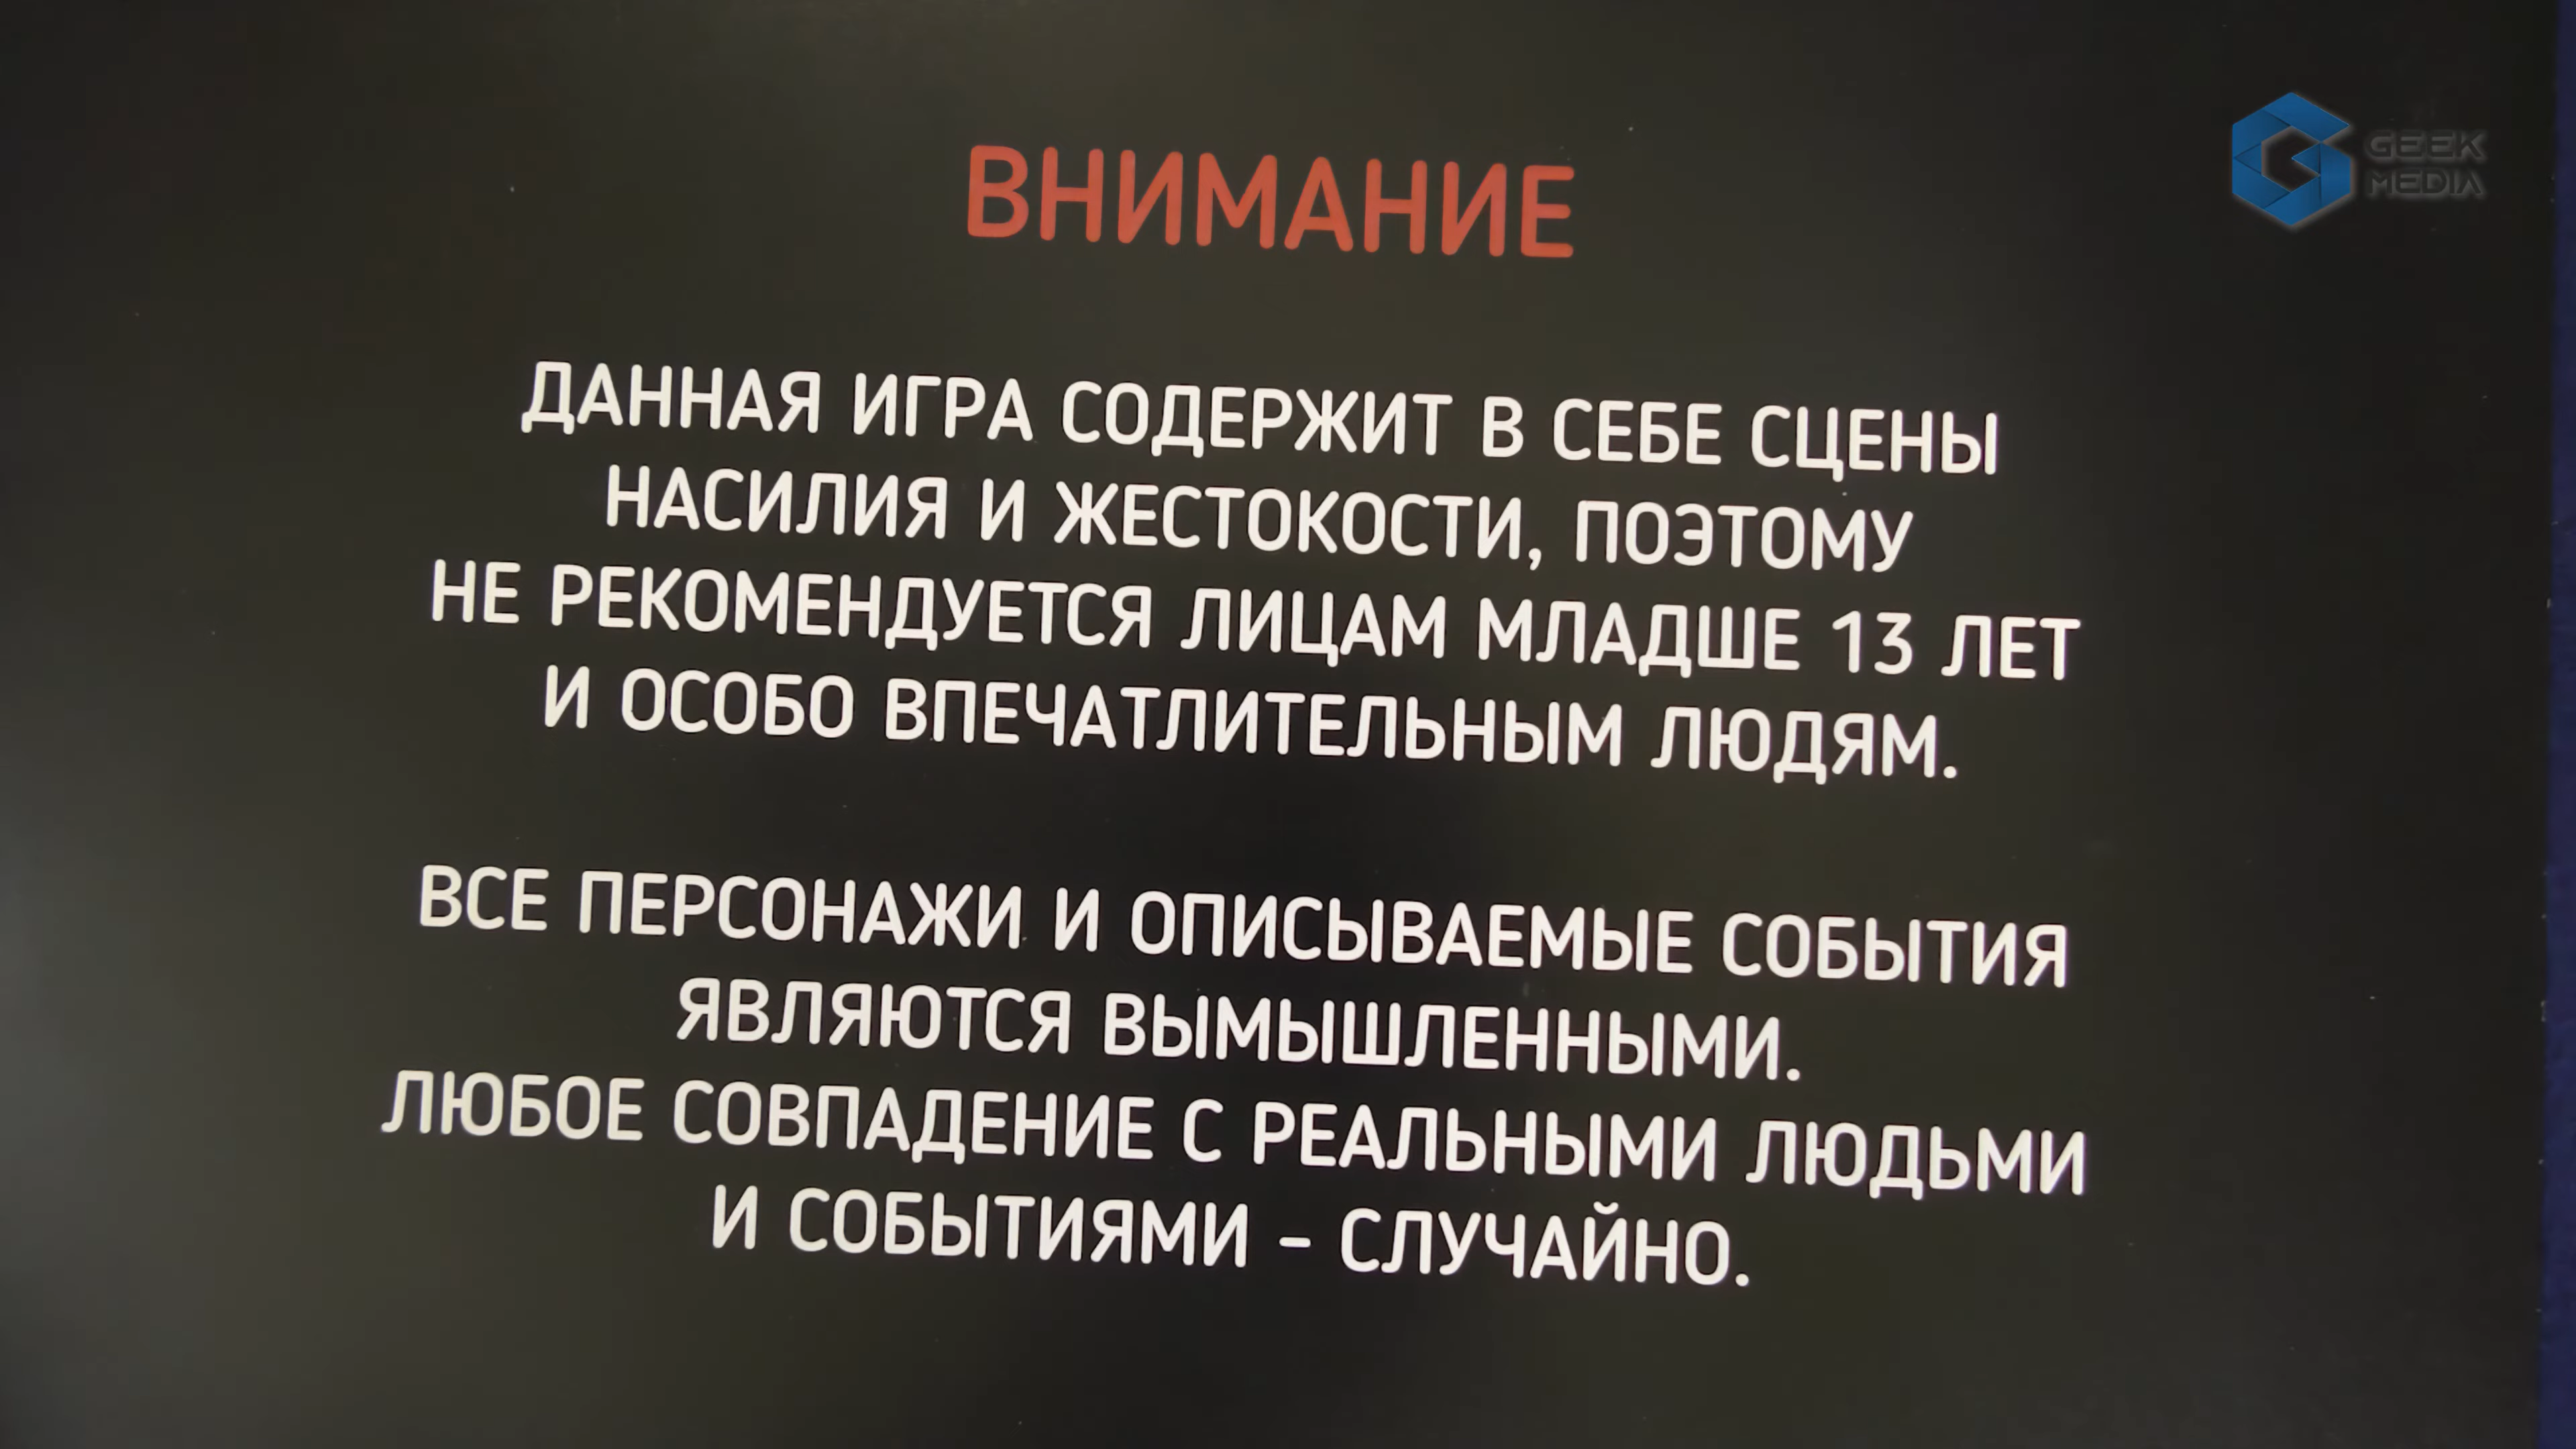 GEEK
MEDIA
ВНИМАНИЕ
ДАННАЯ ИГРА СОДЕРЖИТ В СЕБЕ СЦЕНЫ
НАСИЛИЯ И ЖЕСТОКОСТИ, ПОЭТОМУ
НЕ РЕКОМЕНДУЕТСЯ ЛИЦАМ МЛАДШЕ 13 ЛЕТ
И ОСОБО ВПЕЧАТЛИТЕЛЬНЫМ ЛЮДЯМ.
ВСЕ ПЕРСОНАЖИ И ОПИСЫВАЕМЫЕ СОБЫТИЯ
ЯВЛЯЮТСЯ ВЫМЫШЛЕННЫМИ.
ЛЮБОЕ СОВПАДЕНИЕ С РЕАЛЬНЫМИ ЛЮДЬМИ
И СОБЫТИЯМИ - СЛУЧАЙНО.